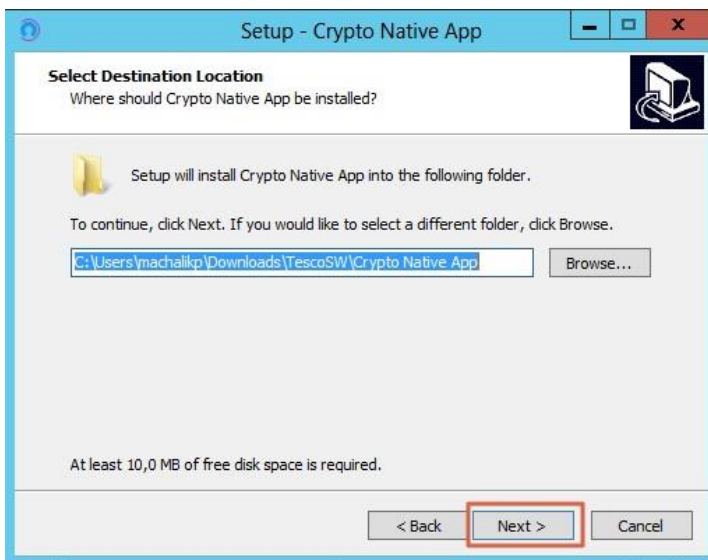 Setup - Crypto Native App
Select Destination Location
Where should Crypto Native App be installed?
Setup will install Crypto Native App into the following folder.
To continue, click Next. If you would like to select a different folder, click Browse.
C:\Users\machalikp\Downloads\TescoSW\Crypto Native App
Browse...
At least 10,0 MB of free disk space is required.
< Back
Next >
Cancel